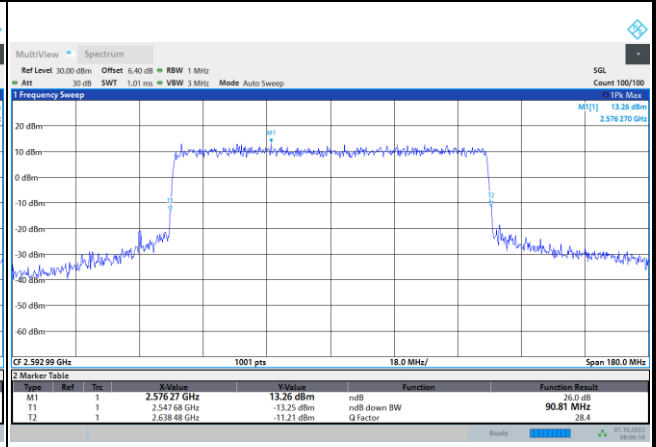 MultiView Spectrum
Ref Level 30.00 dBm Offset 6.40 dB RBW 1 MHz SGL
Att 30 dB SWT 1.01 ms VBW 3 MHz Mode Auto Sweep Count 100/100
1 Frequency Sweep 1Pk Max
M1[1] 13.26 dBm
2.576 270 GHz
20 dBm
M1
10 dBm
0 dBm
T1
T2
-10 dBm
-20 dBm
-30 dBm
-40 dBm
-50 dBm
-60 dBm
CF 2.592 99 GHz 1001 pts 18.0 MHz/ Span 180.0 MHz
2 Marker Table
Type Ref Trc X-Value Y-Value Function Function Result
M1 1 2.576 27 GHz 13.26 dBm ndB 26.0 dB
T1 1 2.547 68 GHz -13.25 dBm ndB down BW 90.81 MHz
T2 1 2.638 48 GHz -11.21 dBm Q Factor 28.4
Ready 01.10.2022
08:06:18